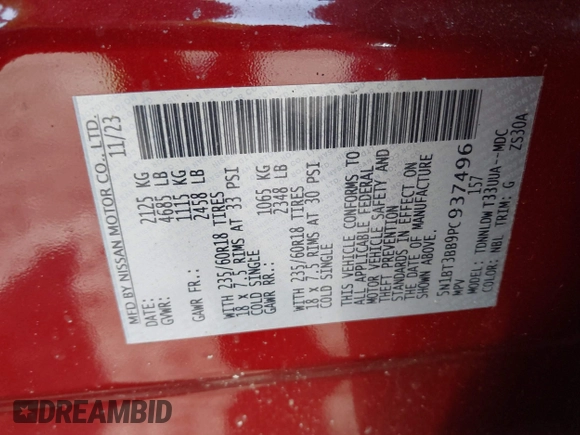 MFD BY NISSAN MOTOR CO., LTD.
11/23
GVWR: 2125 KG
4685 LB
GAWR FR.: 1115 KG
2458 LB
WITH 235/60R18 TIRES
18 x 7.5 RIMS AT 33 PSI
COLD SINGLE
GAWR RR.: 1065 KG
2348 LB
WITH 235/60R18 TIRES
18 x 7.5 RIMS AT 30 PSI
COLD SINGLE
THIS VEHICLE CONFORMS TO
ALL APPLICABLE FEDERAL
MOTOR VEHICLE SAFETY AND
THEFT PREVENTION
STANDARDS IN EFFECT ON
THE DATE OF MANUFACTURE
SHOWN ABOVE.
5N1BT3BB9PC937496
MPV 157
MODEL: TDNNLDW T33UUA--MDC
COLOR: NBL TRIM: G ZS30A
DREAMBID